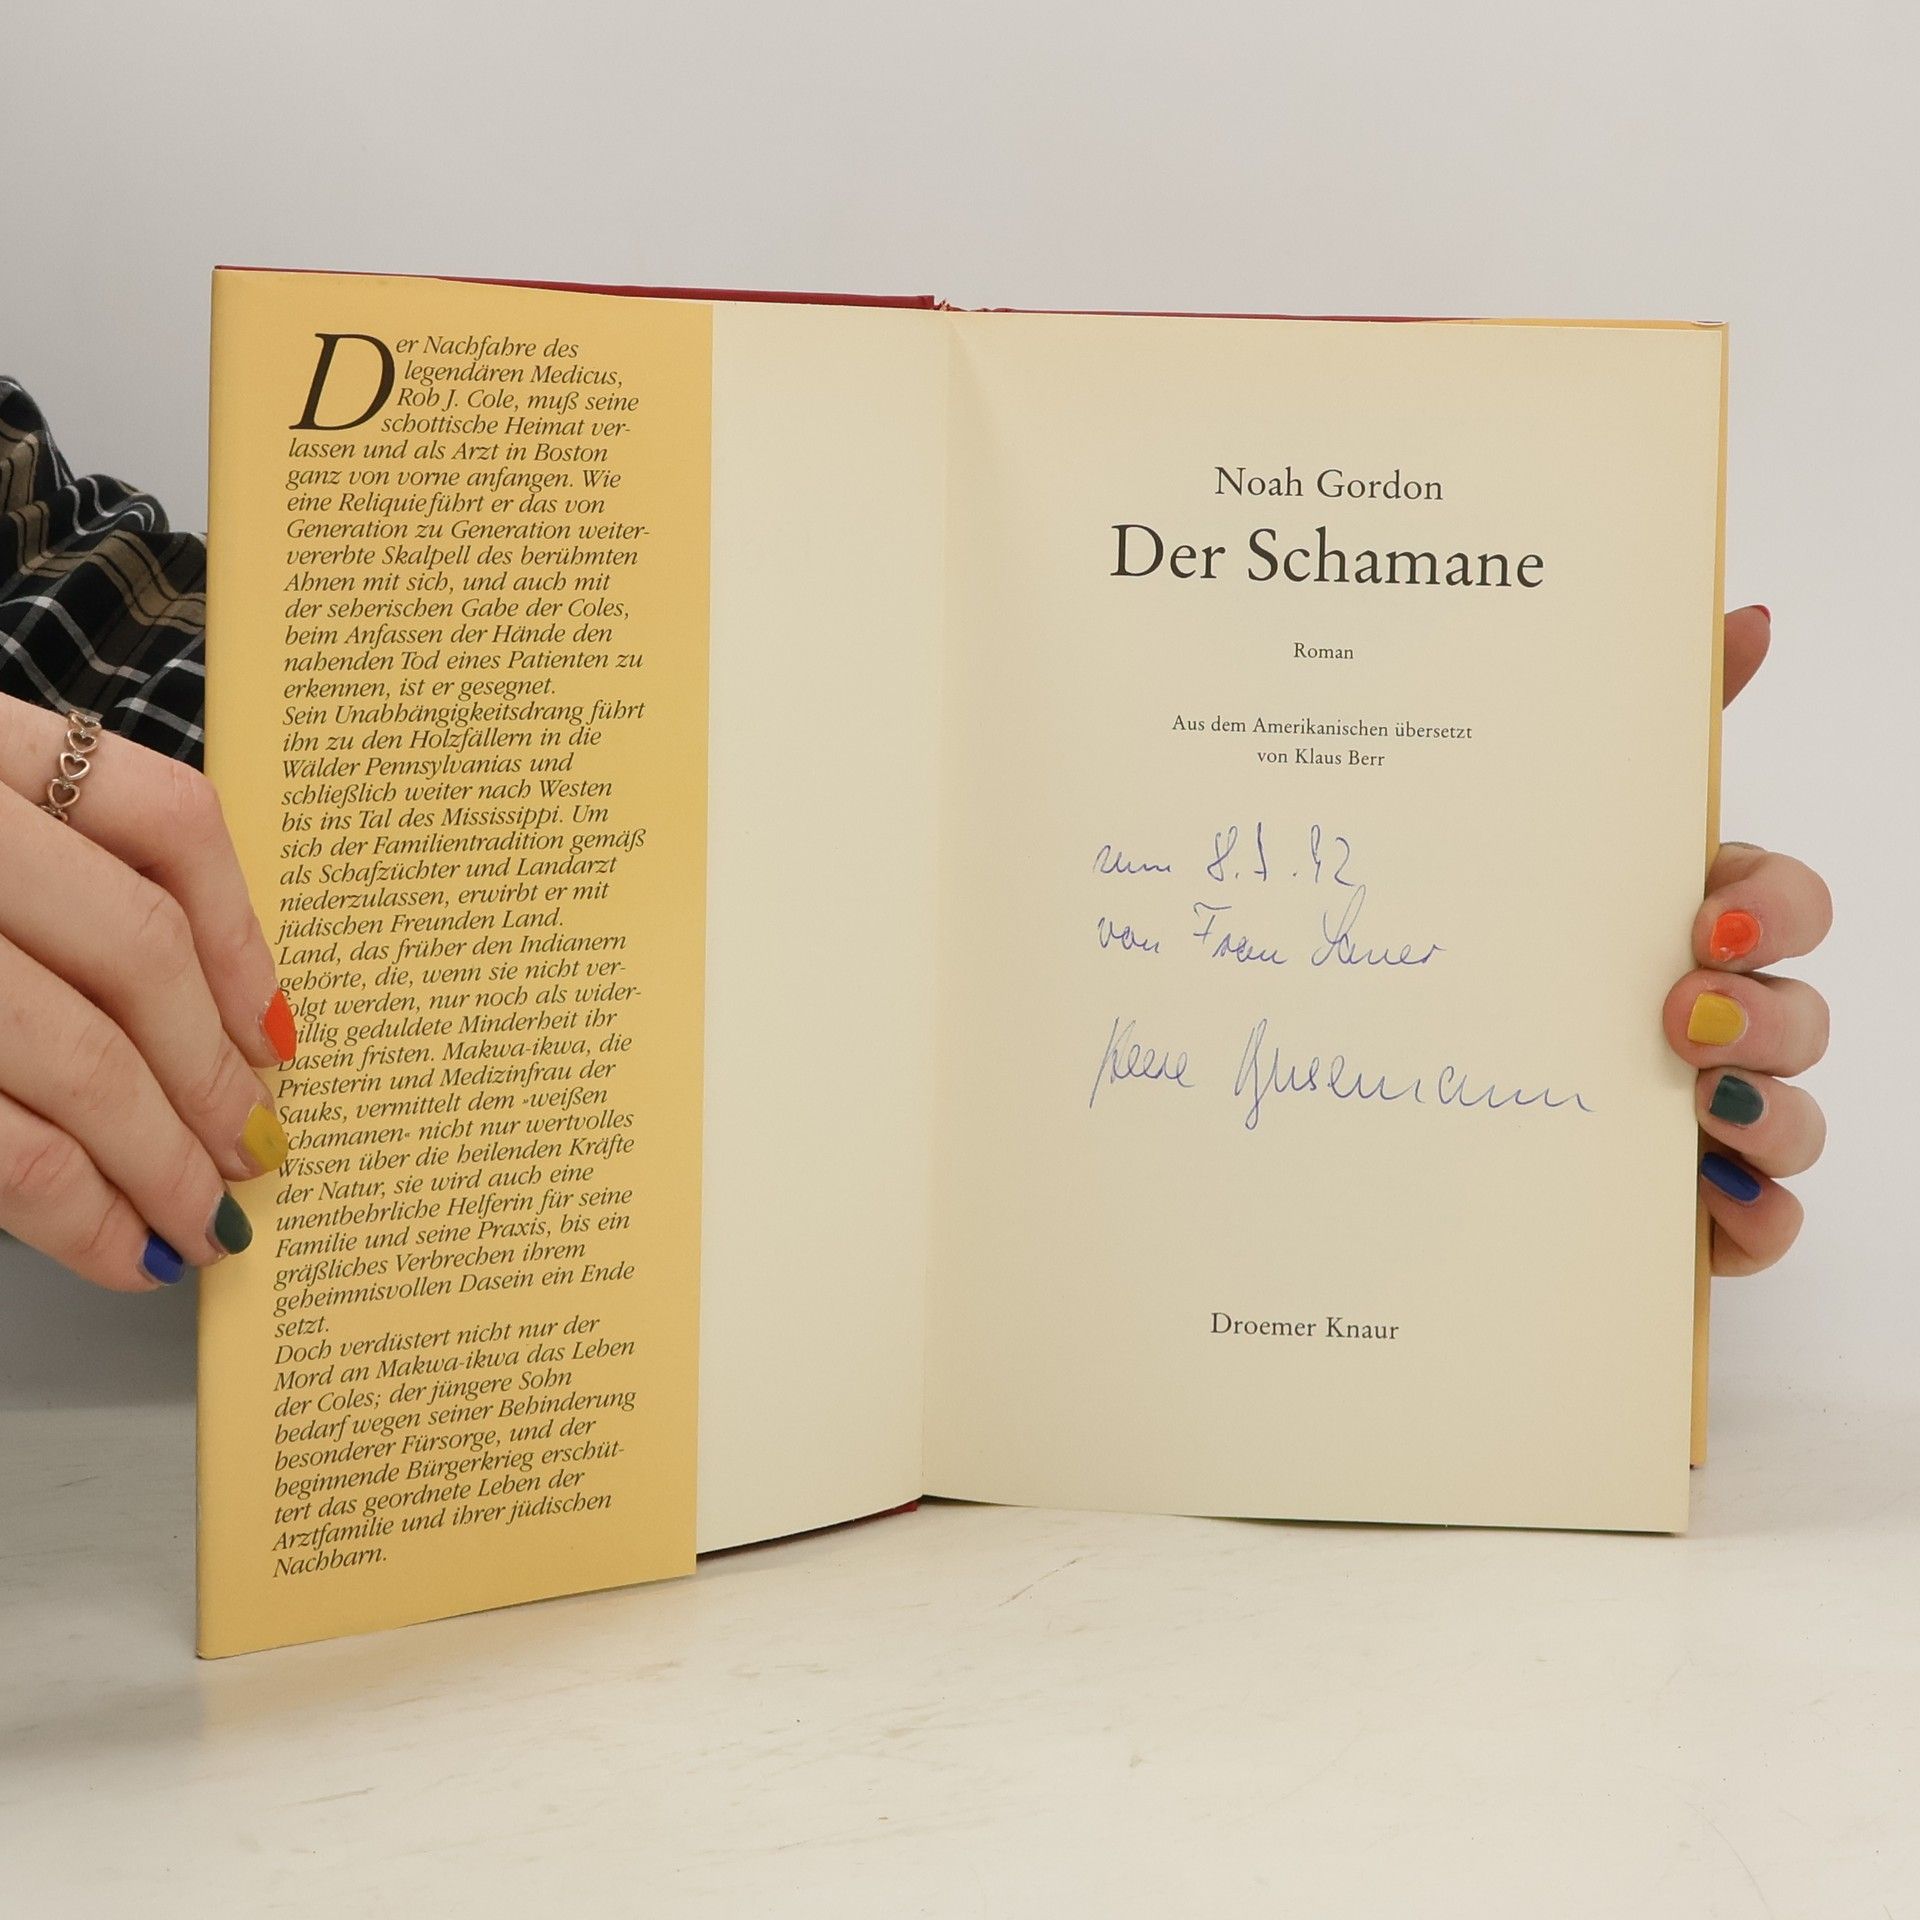 Der Nachfahre des
legendären Medicus,
Rob J. Cole, muß seine
schottische Heimat ver-
lassen und als Arzt in Boston
ganz von vorne anfangen. Wie
eine Reliquie führt er das von
Generation zu Generation weiter-
vererbte Skalpell des berühmten
Ahnen mit sich, und auch mit
der seherischen Gabe der Coles,
beim Anfassen der Hände den
nahenden Tod eines Patienten zu
erkennen, ist er gesegnet.
Sein Unabhängigkeitsdrang führt
ihn zu den Holzfällern in die
Wälder Pennsylvanias und
schließlich weiter nach Westen
bis ins Tal des Mississippi. Um
sich der Familientradition gemäß
als Schafzüchter und Landarzt
niederzulassen, erwirbt er mit
jüdischen Freunden Land.
Land, das früher den Indianern
gehörte, die, wenn sie nicht ver-
folgt werden, nur noch als wider-
willig geduldete Minderheit ihr
Dasein fristen. Makwa-ikwa, die
Priesterin und Medizinfrau der
Sauks, vermittelt dem »weißen
Schamanen« nicht nur wertvolles
Wissen über die heilenden Kräfte
der Natur, sie wird auch eine
unentbehrliche Helferin für seine
Familie und seine Praxis, bis ein
gräßliches Verbrechen ihrem
geheimnisvollen Dasein ein Ende
setzt.
Doch verdüstert nicht nur der
Mord an Makwa-ikwa das Leben
der Coles; der jüngere Sohn
bedarf wegen seiner Behinderung
besonderer Fürsorge, und der
beginnende Bürgerkrieg erschüt-
tert das geordnete Leben der
Arztfamilie und ihrer jüdischen
Nachbarn.
Noah Gordon
Der Schamane
Roman
Aus dem Amerikanischen übersetzt
von Klaus Berr
zum
von Frau
Droemer Knaur